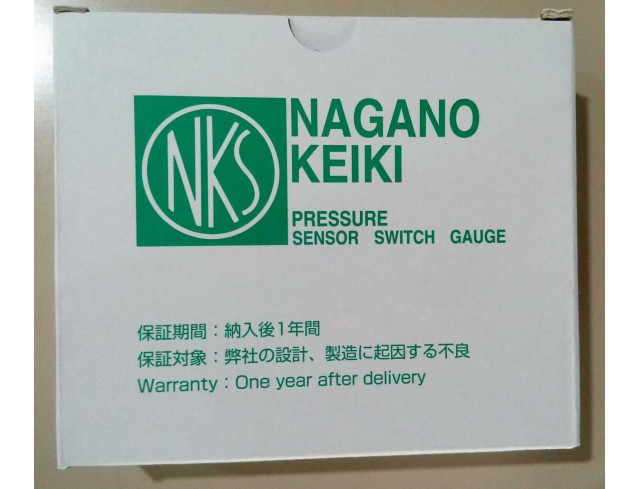 NKS
NAGANO
KEIKI
PRESSURE
SENSOR SWITCH GAUGE
保証期間：納入後1年間
保証対象：弊社の設計、製造に起因する不良
Warranty：One year after delivery